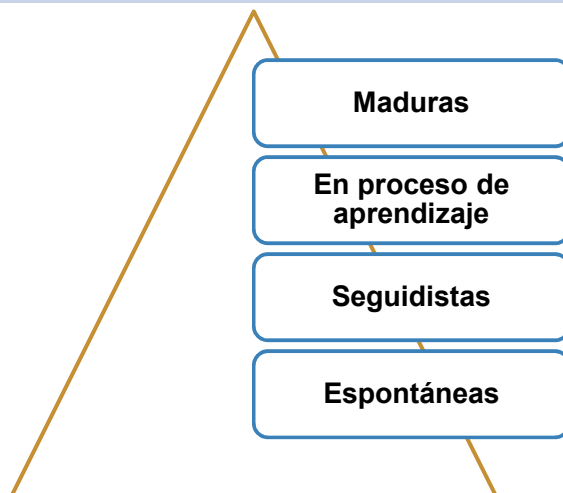 Maduras
En proceso de
aprendizaje
Seguidistas
Espontáneas